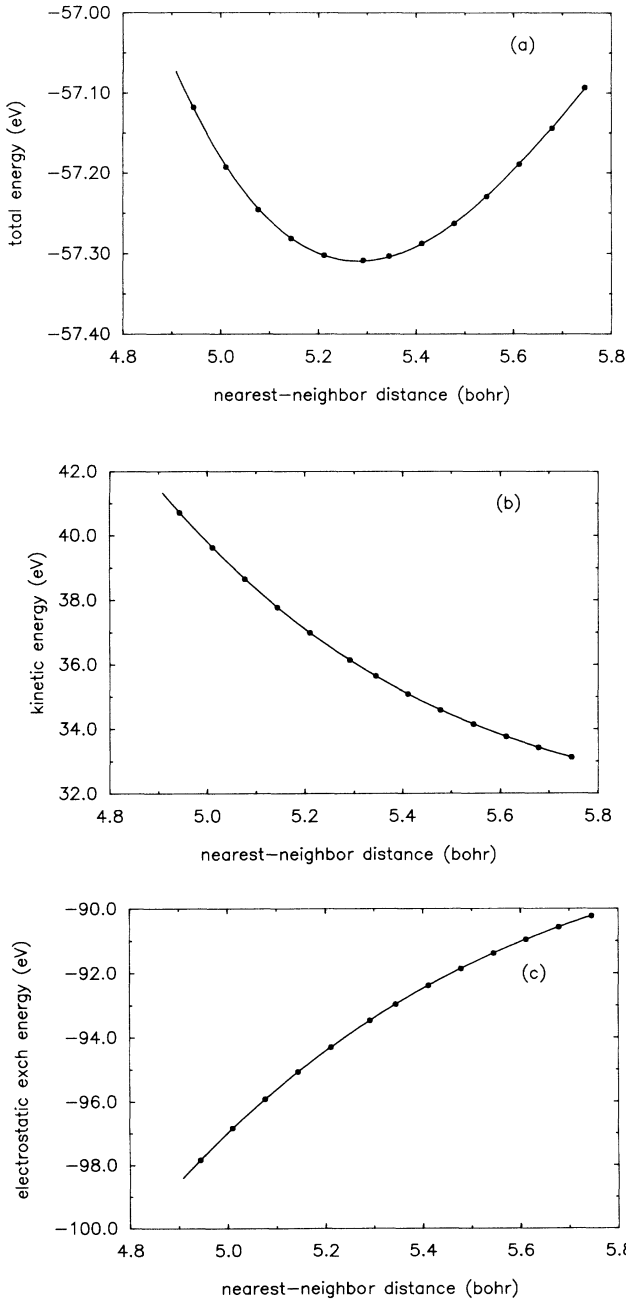 -57.00
(a)
-57.10
-57.20
-57.30
-57.40
total energy (eV)
4.8 5.0 5.2 5.4 5.6 5.8
nearest-neighbor distance (bohr)
42.0
(b)
40.0
38.0
36.0
34.0
32.0
kinetic energy (eV)
4.8 5.0 5.2 5.4 5.6 5.8
nearest-neighbor distance (bohr)
-90.0
-92.0
(c)
-94.0
-96.0
-98.0
-100.0
electrostatic exch energy (eV)
4.8 5.0 5.2 5.4 5.6
nearest-neighbor distance (bohr)